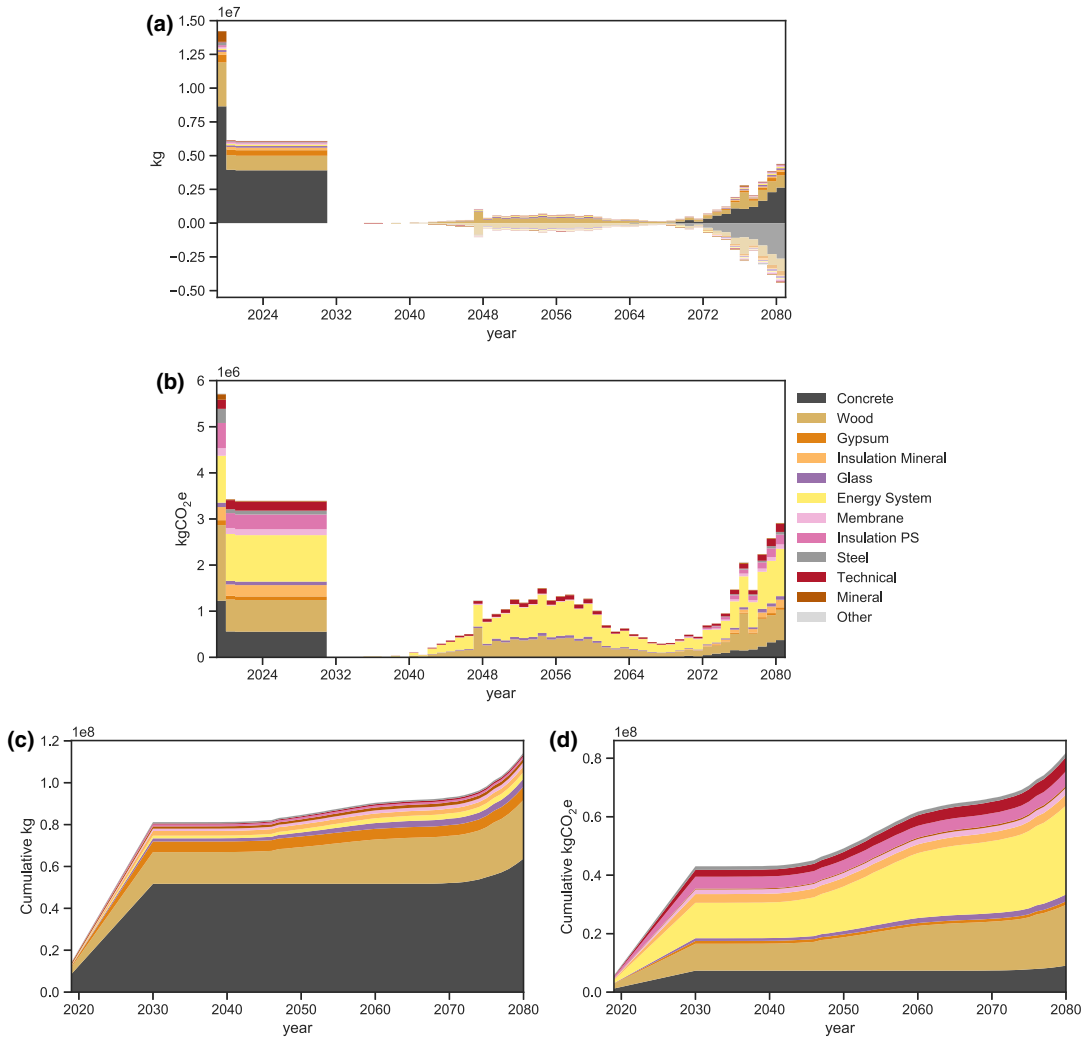 (a)
1e7
1.50
1.25
1.00
0.75
0.50
0.25
0.00
−0.25
−0.50
kg
2024 2032 2040 2048 2056 2064 2072 2080
year
(b)
1e6
6
5
4
3
2
1
0
kgCO₂e
2024 2032 2040 2048 2056 2064 2072 2080
year
Concrete
Wood
Gypsum
Insulation Mineral
Glass
Energy System
Membrane
Insulation PS
Steel
Technical
Mineral
Other
(c)
1e8
1.2
1.0
0.8
0.6
0.4
0.2
0.0
Cumulative kg
2020 2030 2040 2050 2060 2070 2080
year
(d)
1e8
0.8
0.6
0.4
0.2
0.0
Cumulative kgCO₂e
2020 2030 2040 2050 2060 2070 2080
year